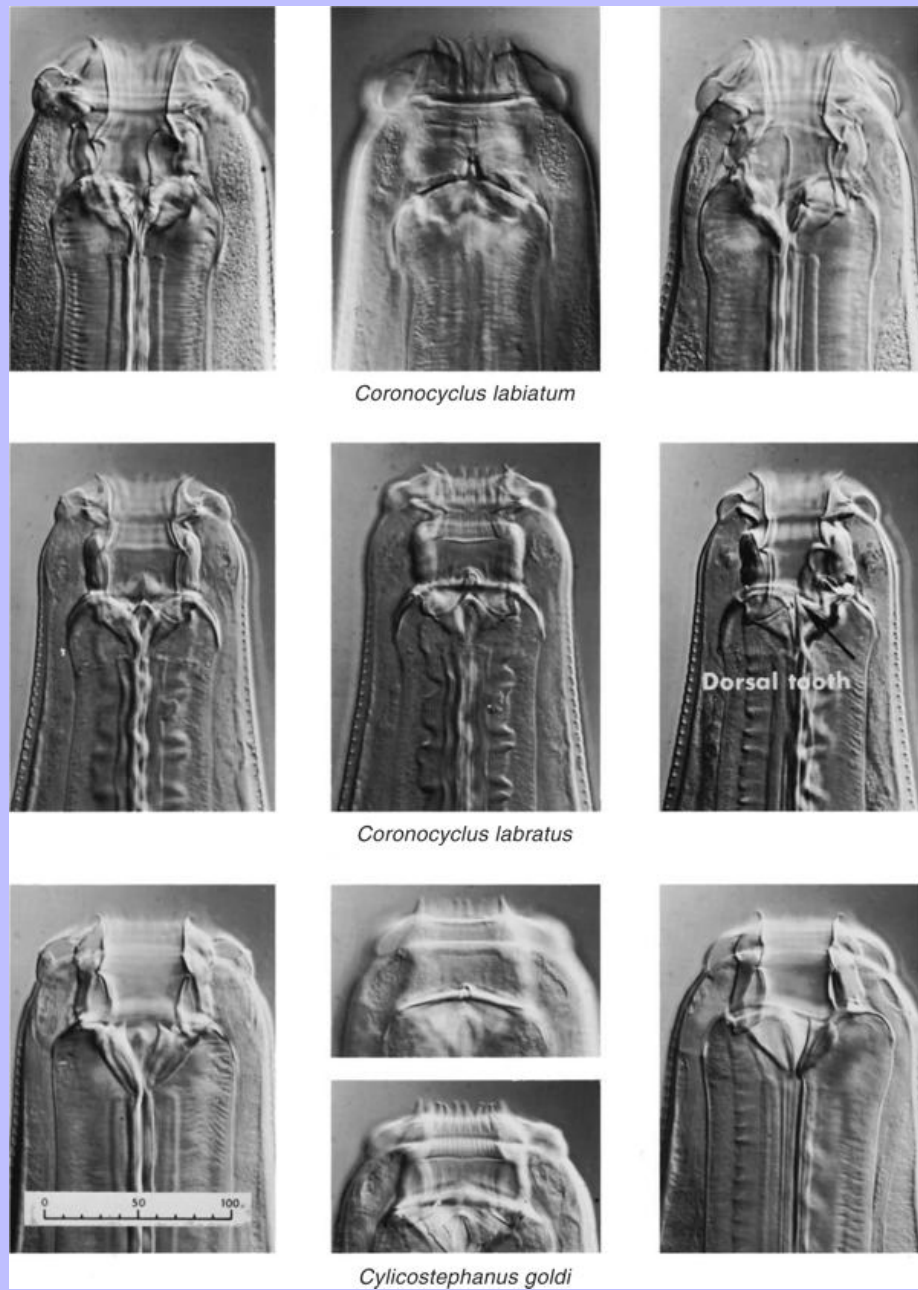 Coronocyclus labiatum
Dorsal tooth
Coronocyclus labratus
0 50 100
Cylicostephanus goldi